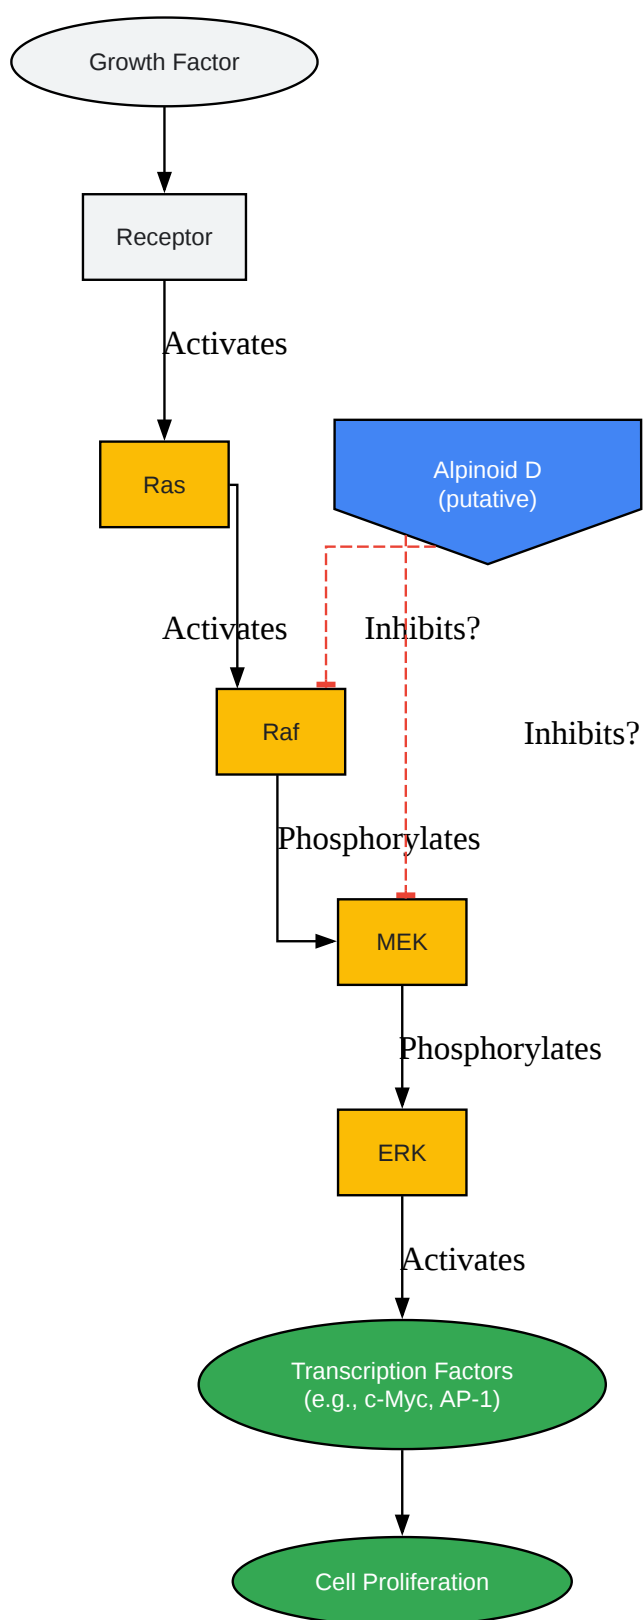 Growth Factor
Receptor
Activates
Ras
Alpinoid D
(putative)
Activates
Inhibits?
Raf
Inhibits?
Phosphorylates
MEK
Phosphorylates
ERK
Activates
Transcription Factors
(e.g., c-Myc, AP-1)
Cell Proliferation